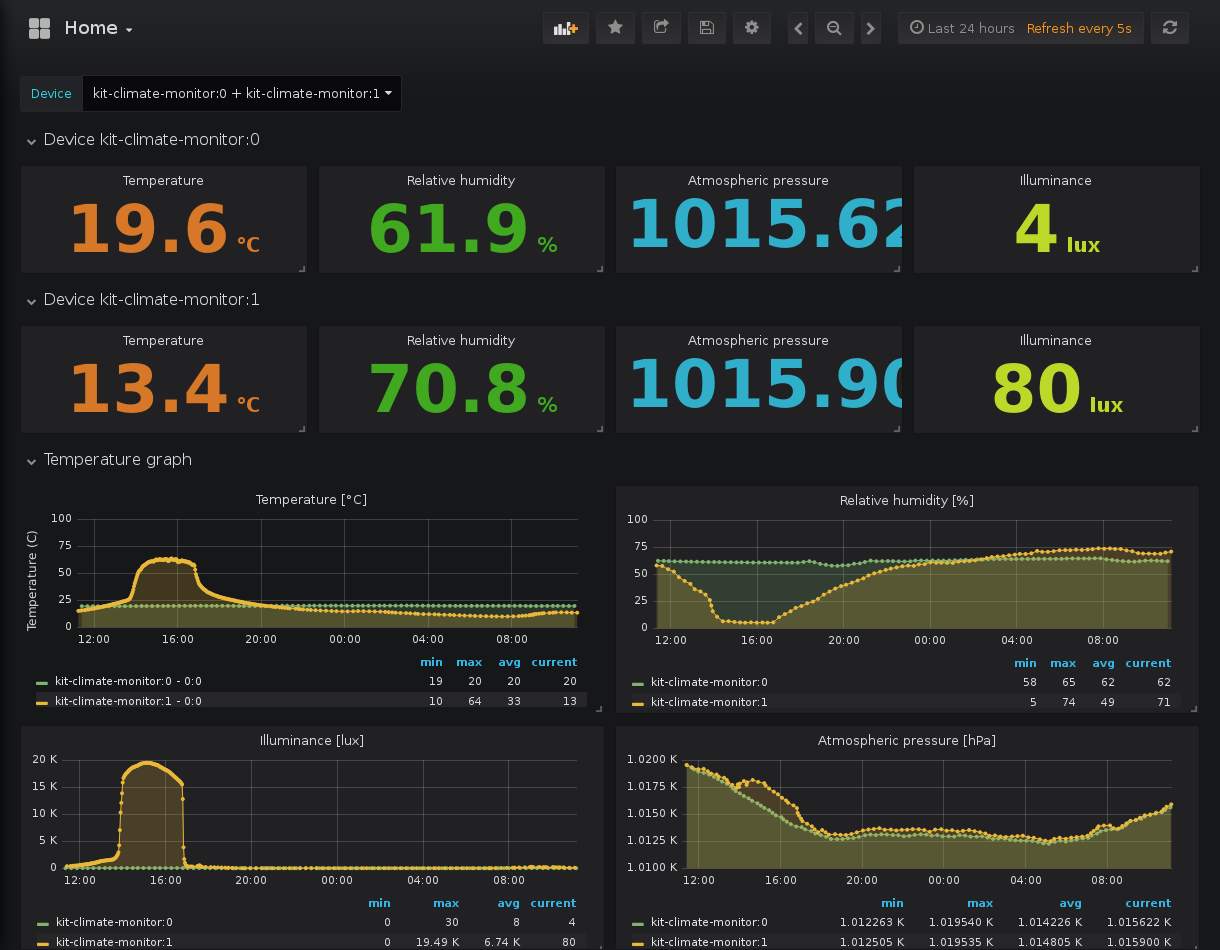 Home
Last 24 hours Refresh every 5s
Device kit-climate-monitor:0 + kit-climate-monitor:1
Device kit-climate-monitor:0
Temperature Relative humidity Atmospheric pressure Illuminance
19.6 °C 61.9 % 1015.62 4 lux
Device kit-climate-monitor:1
Temperature Relative humidity Atmospheric pressure Illuminance
13.4 °C 70.8 % 1015.90 80 lux
Temperature graph
Temperature [°C]
Temperature (C)
100
75
50
25
0
12:00 16:00 20:00 00:00 04:00 08:00
min max avg current
kit-climate-monitor:0 - 0:0 19 20 20 20
kit-climate-monitor:1 - 0:0 10 64 33 13
Relative humidity [%]
100
75
50
25
0
12:00 16:00 20:00 00:00 04:00 08:00
min max avg current
kit-climate-monitor:0 58 65 62 62
kit-climate-monitor:1 5 74 49 71
Illuminance [lux]
20 K
15 K
10 K
5 K
0
12:00 16:00 20:00 00:00 04:00 08:00
min max avg current
kit-climate-monitor:0 0 30 8 4
kit-climate-monitor:1 0 19.49 K 6.74 K 80
Atmospheric pressure [hPa]
1.0200 K
1.0175 K
1.0150 K
1.0125 K
1.0100 K
12:00 16:00 20:00 00:00 04:00 08:00
min max avg current
kit-climate-monitor:0 1.012263 K 1.019540 K 1.014226 K 1.015622 K
kit-climate-monitor:1 1.012505 K 1.019535 K 1.014805 K 1.015900 K